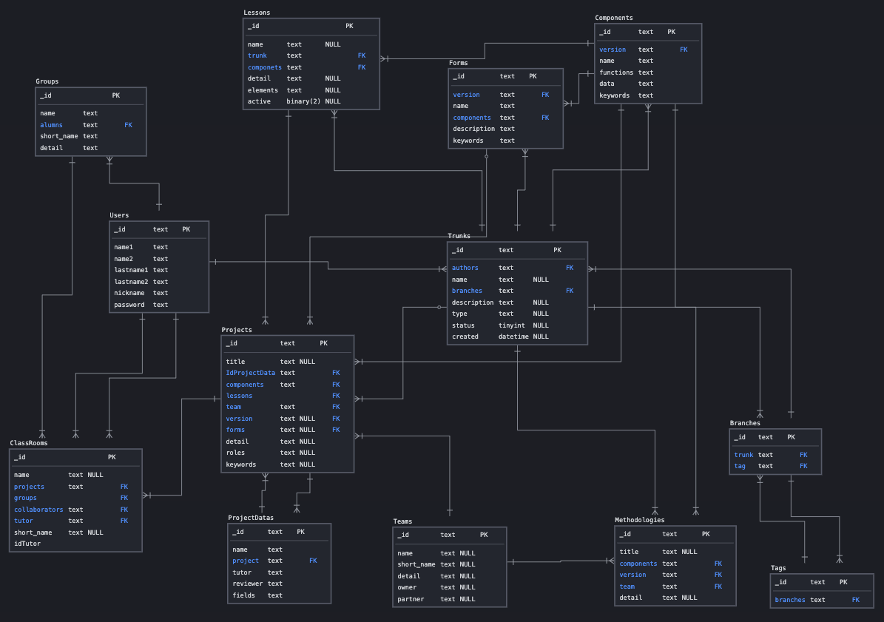 Lessons
_id PK
name text NULL
trunk text FK
componets text FK
detail text NULL
elements text NULL
active binary(2) NULL
Components
_id text PK
version text FK
name text
functions text
data text
keywords text
Forms
_id text PK
version text FK
name text
components text FK
description text
keywords text
Groups
_id PK
name text
alumns text FK
short_name text
detail text
Users
_id text PK
name1 text
name2 text
lastname1 text
lastname2 text
nickname text
password text
Trunks
_id text PK
authors text FK
name text NULL
branches text FK
description text NULL
type text NULL
status tinyint NULL
created datetime NULL
Projects
_id text PK
title text NULL
IdProjectData text FK
components text FK
lessons FK
team text FK
version text NULL FK
forms text NULL FK
detail text NULL
roles text NULL
keywords text NULL
ClassRooms
_id PK
name text NULL
projects text FK
groups FK
collaborators text FK
tutor text FK
short_name text NULL
idTutor
Branches
_id text PK
trunk text FK
tag text FK
ProjectDatas
_id text PK
name text
project text FK
tutor text
reviewer text
fields text
Teams
_id text PK
name text NULL
short_name text NULL
detail text NULL
owner text NULL
partner text NULL
Methodologies
_id text PK
title text NULL
components text FK
version text FK
team text FK
detail text NULL
Tags
_id text PK
branches text FK